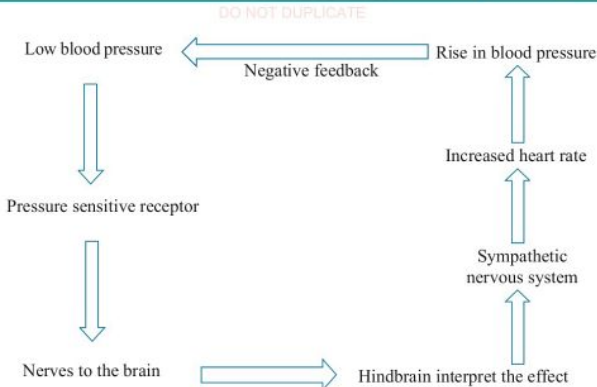 DO NOT DUPLICATE
Low blood pressure
Negative feedback
Rise in blood pressure
Increased heart rate
Pressure sensitive receptor
Sympathetic
nervous system
Nerves to the brain
Hindbrain interpret the effect